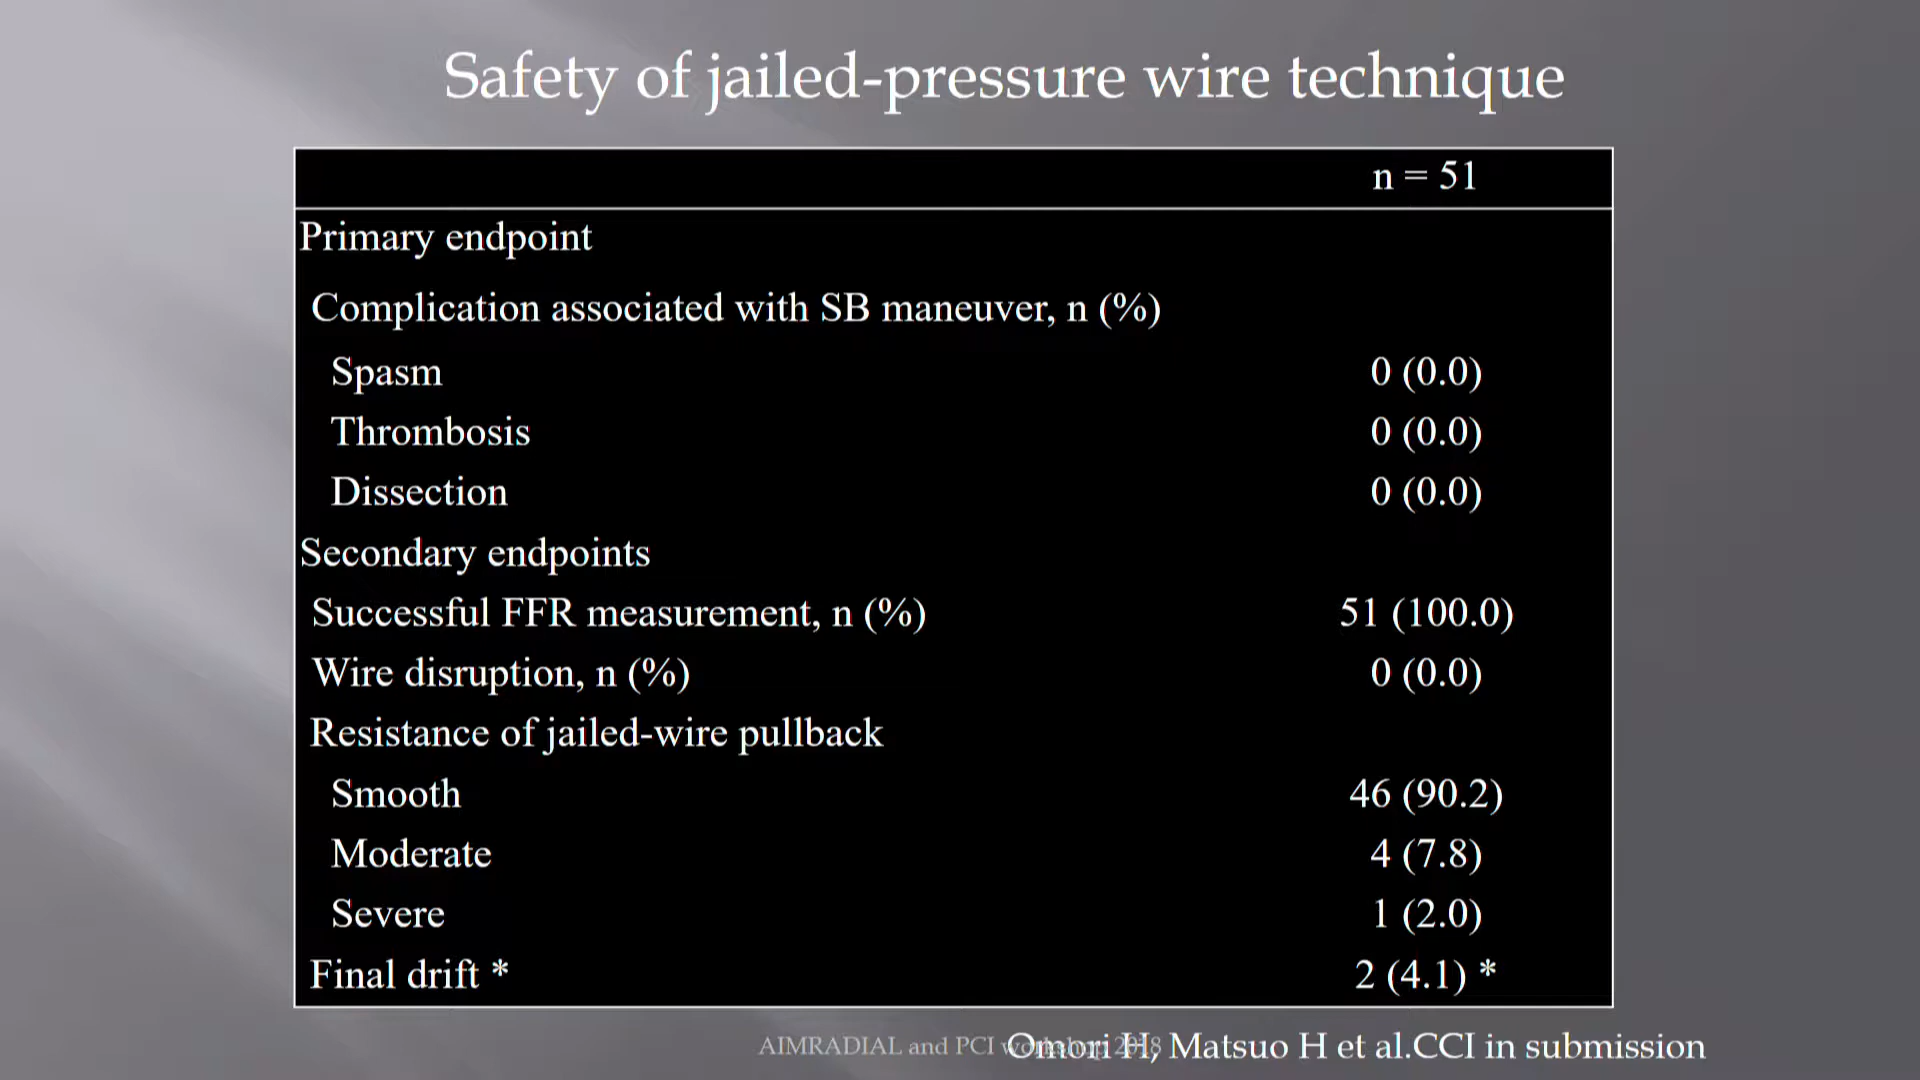 Safety of jailed-pressure wire technique
n = 51
Primary endpoint
Complication associated with SB maneuver, n (%)
Spasm 0 (0.0)
Thrombosis 0 (0.0)
Dissection 0 (0.0)
Secondary endpoints
Successful FFR measurement, n (%) 51 (100.0)
Wire disruption, n (%) 0 (0.0)
Resistance of jailed-wire pullback
Smooth 46 (90.2)
Moderate 4 (7.8)
Severe 1 (2.0)
Final drift * 2 (4.1) *
AIMRADIAL and PCI workshop 2018
Omori H, Matsuo H et al.CCI in submission